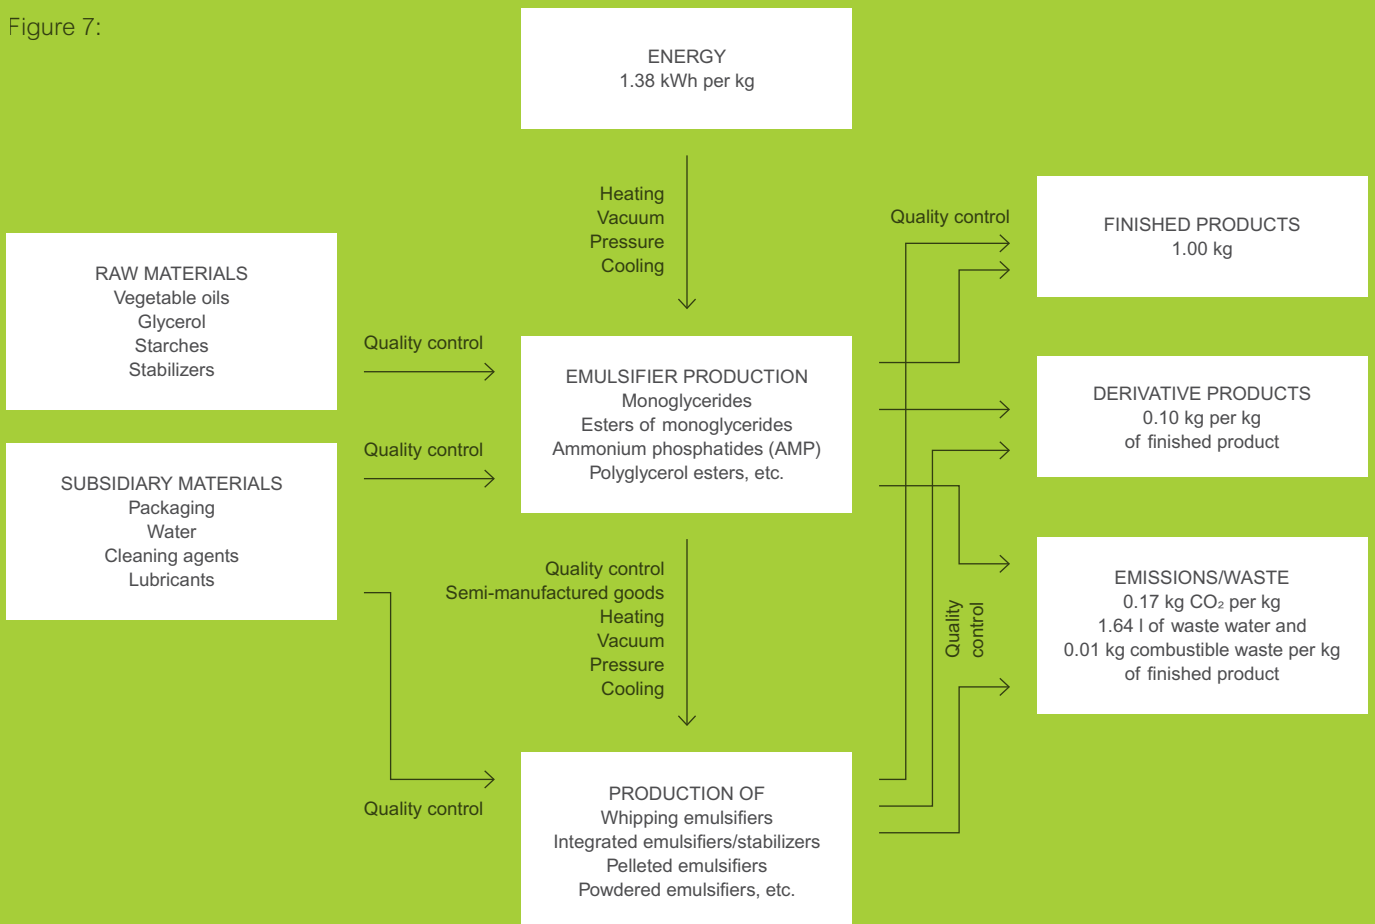 Figure 7:
ENERGY
1.38 kWh per kg
Heating
Vacuum
Pressure
Cooling
Quality control
FINISHED PRODUCTS
1.00 kg
RAW MATERIALS
Vegetable oils
Glycerol
Starches
Stabilizers
Quality control
EMULSIFIER PRODUCTION
Monoglycerides
Esters of monoglycerides
Ammonium phosphatides (AMP)
Polyglycerol esters, etc.
DERIVATIVE PRODUCTS
0.10 kg per kg
of finished product
SUBSIDIARY MATERIALS
Packaging
Water
Cleaning agents
Lubricants
Quality control
Quality control
Semi-manufactured goods
Heating
Vacuum
Pressure
Cooling
Quality
control
EMISSIONS/WASTE
0.17 kg CO₂ per kg
1.64 l of waste water and
0.01 kg combustible waste per kg
of finished product
Quality control
PRODUCTION OF
Whipping emulsifiers
Integrated emulsifiers/stabilizers
Pelleted emulsifiers
Powdered emulsifiers, etc.